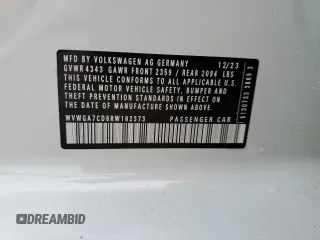 MFD BY VOLKSWAGEN AG GERMANY 12/23
GVWR 4343 GAWR FRONT 2359 / REAR 2094 LBS
THIS VEHICLE CONFORMS TO ALL APPLICABLE U.S.
FEDERAL MOTOR VEHICLE SAFETY, BUMPER AND
THEFT PREVENTION STANDARDS IN EFFECT ON THE
DATE OF MANUFACTURE SHOWN ABOVE.
WVWGA7CD6RW162373 PASSENGER CAR
DREAMBID